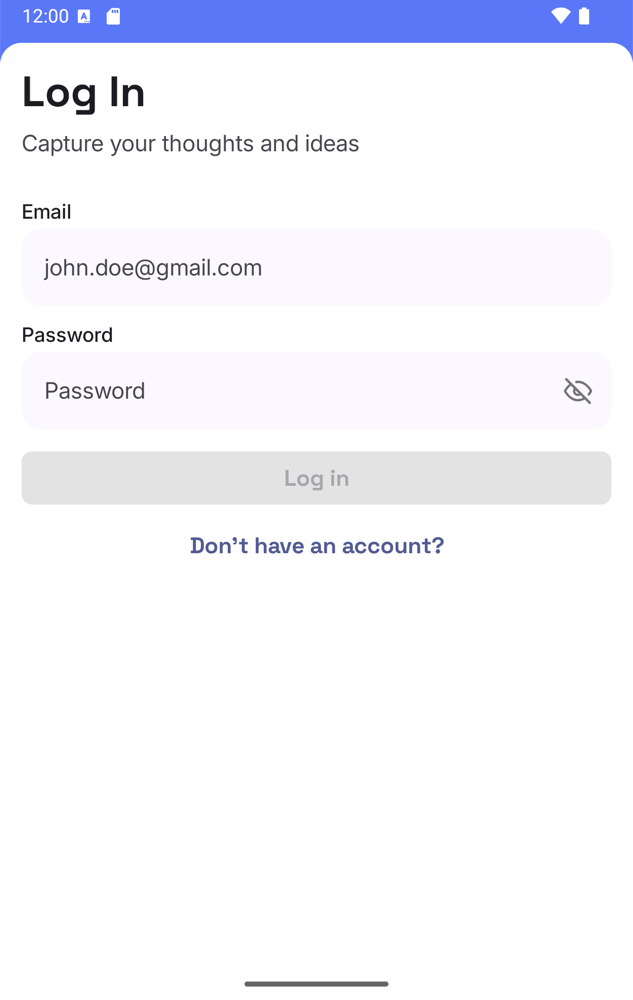 12:00
Log In
Capture your thoughts and ideas
Email
john.doe@gmail.com
Password
Password
Log in
Don't have an account?